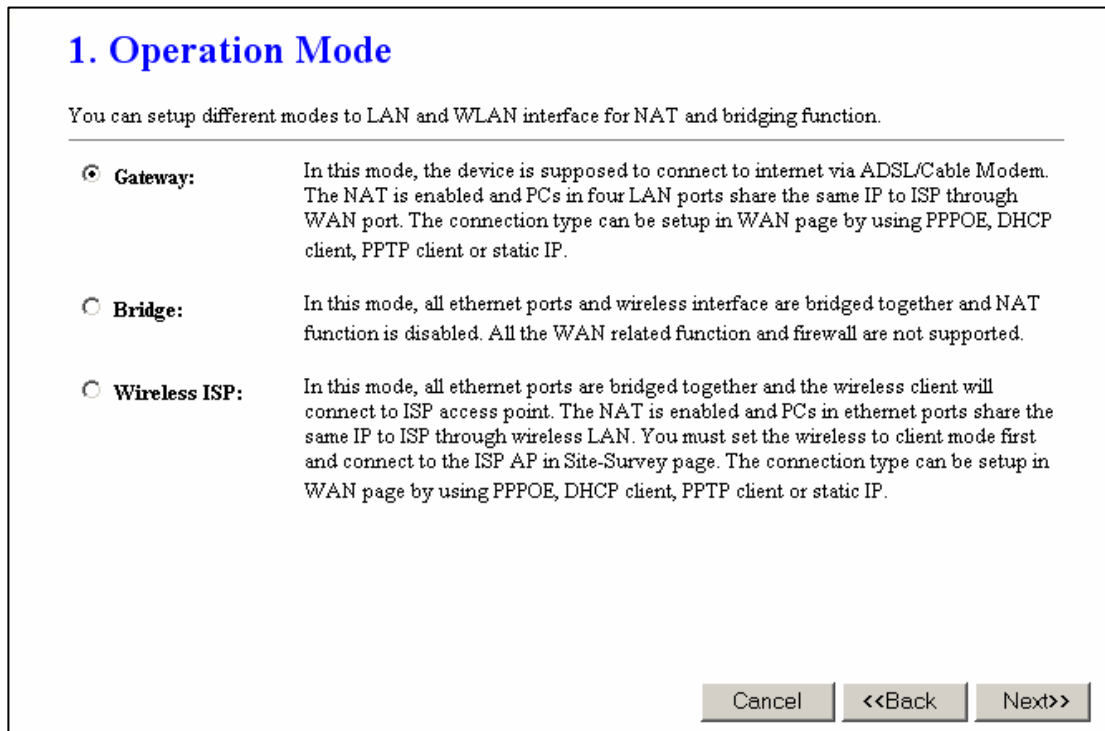 1. Operation Mode
You can setup different modes to LAN and WLAN interface for NAT and bridging function.
Gateway:
In this mode, the device is supposed to connect to internet via ADSL/Cable Modem.
The NAT is enabled and PCs in four LAN ports share the same IP to ISP through
WAN port. The connection type can be setup in WAN page by using PPPOE, DHCP
client, PPTP client or static IP.
Bridge:
In this mode, all ethernet ports and wireless interface are bridged together and NAT
function is disabled. All the WAN related function and firewall are not supported.
Wireless ISP:
In this mode, all ethernet ports are bridged together and the wireless client will
connect to ISP access point. The NAT is enabled and PCs in ethernet ports share the
same IP to ISP through wireless LAN. You must set the wireless to client mode first
and connect to the ISP AP in Site-Survey page. The connection type can be setup in
WAN page by using PPPOE, DHCP client, PPTP client or static IP.
Cancel <<Back Next>>